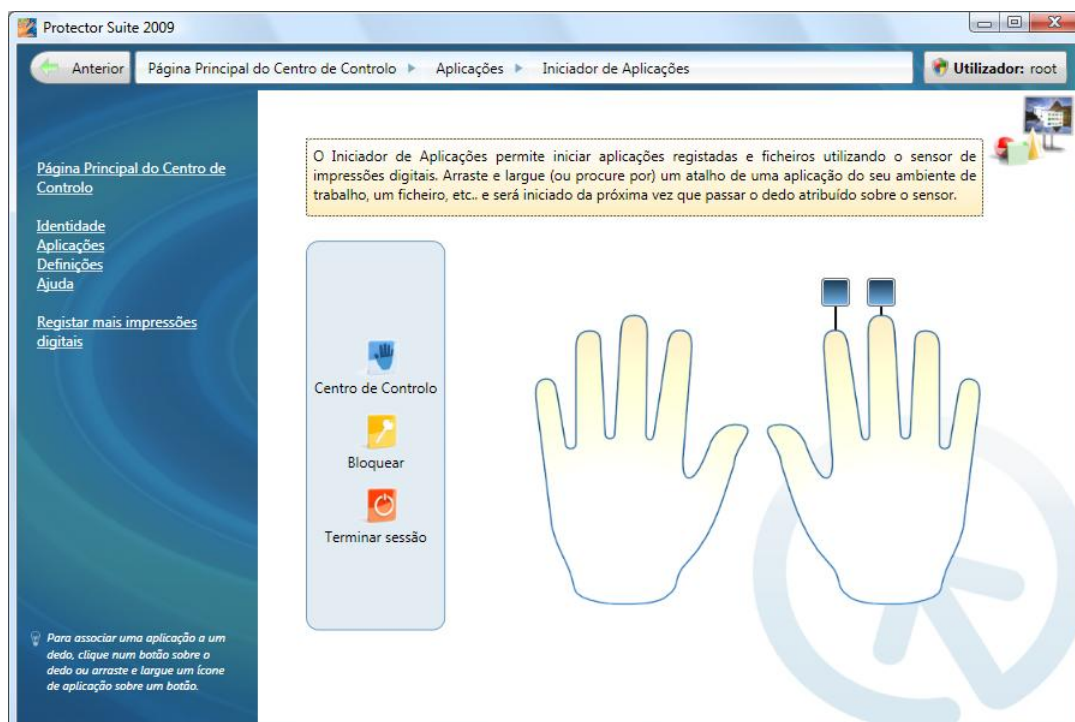 Protector Suite 2009
Anterior
Página Principal do Centro de Controlo
Aplicações
Iniciador de Aplicações
Utilizador: root
Página Principal do Centro de
Controlo
Identidade
Aplicações
Definições
Ajuda
Registar mais impressões
digitais
O Iniciador de Aplicações permite iniciar aplicações registadas e ficheiros utilizando o sensor de
impressões digitais. Arraste e largue (ou procure por) um atalho de uma aplicação do seu ambiente de
trabalho, um ficheiro, etc.. e será iniciado da próxima vez que passar o dedo atribuído sobre o sensor.
Centro de Controlo
Bloquear
Terminar sessão
Para associar uma aplicação a um
dedo, clique num botão sobre o
dedo ou arraste e largue um ícone
de aplicação sobre um botão.